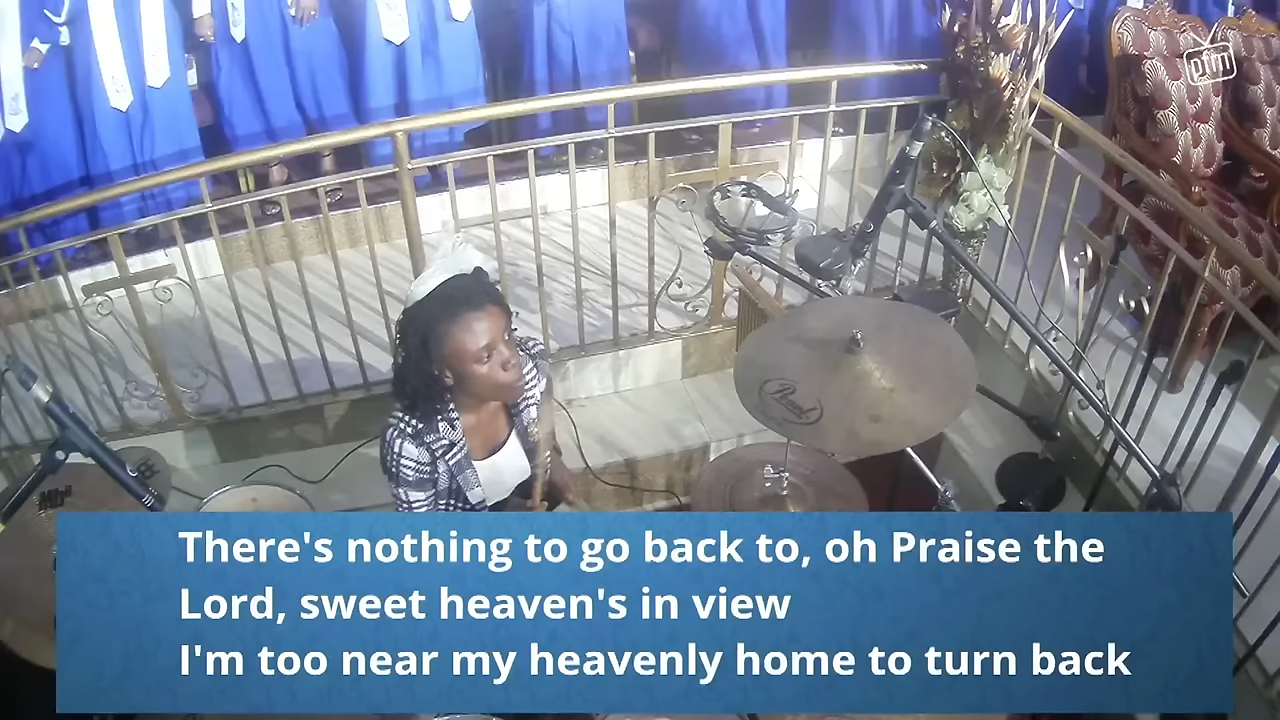 ptm
Pearl
There's nothing to go back to, oh Praise the
Lord, sweet heaven's in view
I'm too near my heavenly home to turn back